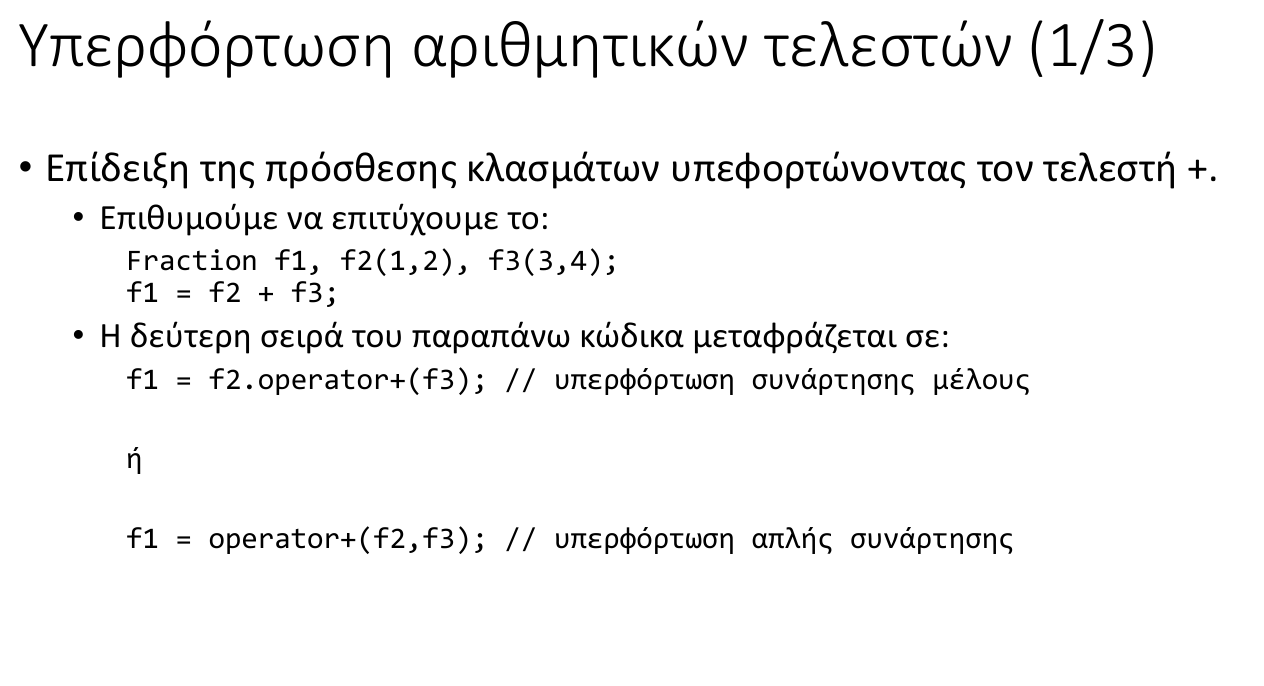 Υπερφόρτωση αριθμητικών τελεστών (1/3)
• Επίδειξη της πρόσθεσης κλασμάτων υπεφορτώνοντας τον τελεστή +.
• Επιθυμούμε να επιτύχουμε το:
Fraction f1, f2(1,2), f3(3,4);
f1 = f2 + f3;
• Η δεύτερη σειρά του παραπάνω κώδικα μεταφράζεται σε:
f1 = f2.operator+(f3); // υπερφόρτωση συνάρτησης μέλους
ή
f1 = operator+(f2,f3); // υπερφόρτωση απλής συνάρτησης